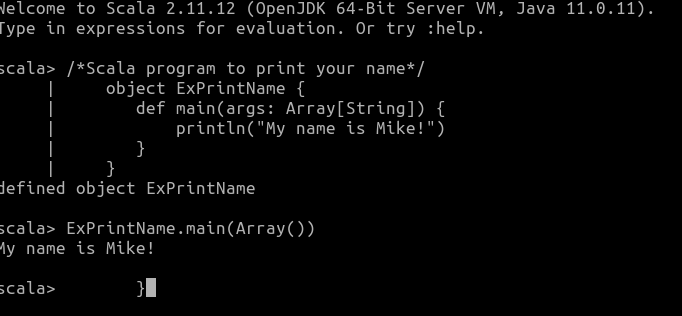 Welcome to Scala 2.11.12 (OpenJDK 64-Bit Server VM, Java 11.0.11).
Type in expressions for evaluation. Or try :help.
scala> /*Scala program to print your name*/
| object ExPrintName {
| def main(args: Array[String]) {
| println("My name is Mike!")
| }
| }
defined object ExPrintName
scala> ExPrintName.main(Array())
My name is Mike!
scala> }